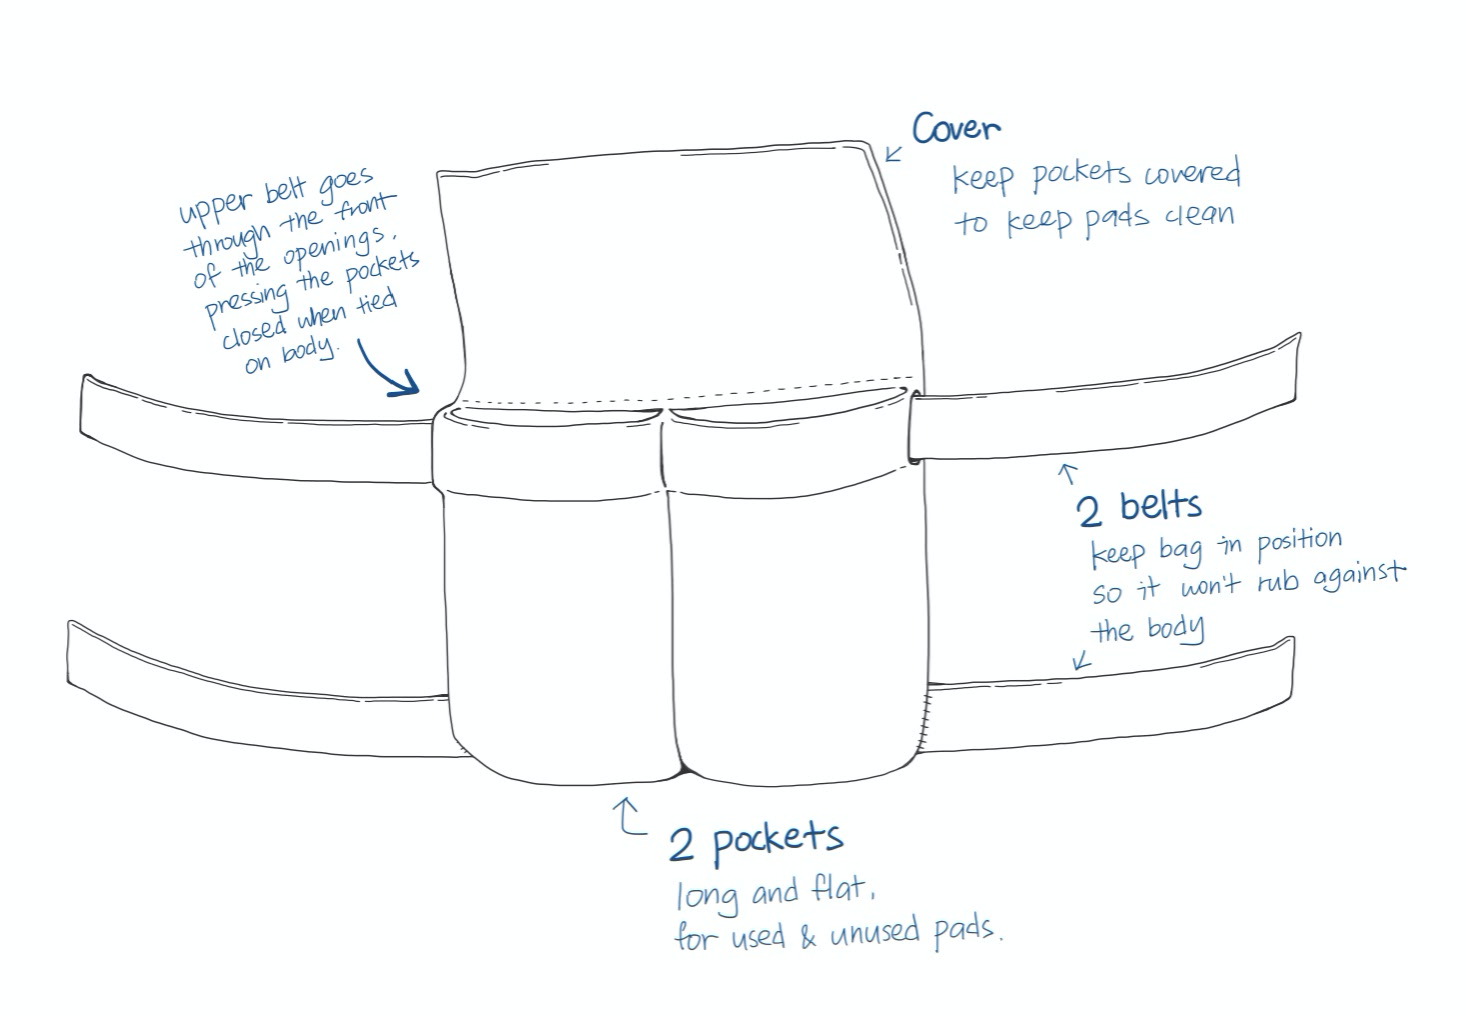 Cover
keep pockets covered
to keep pads clean
upper belt goes
through the front
of the openings,
pressing the pockets
closed when tied
on body.
2 belts
keep bag in position
so it won't rub against
the body
2 pockets
long and flat,
for used & unused pads.